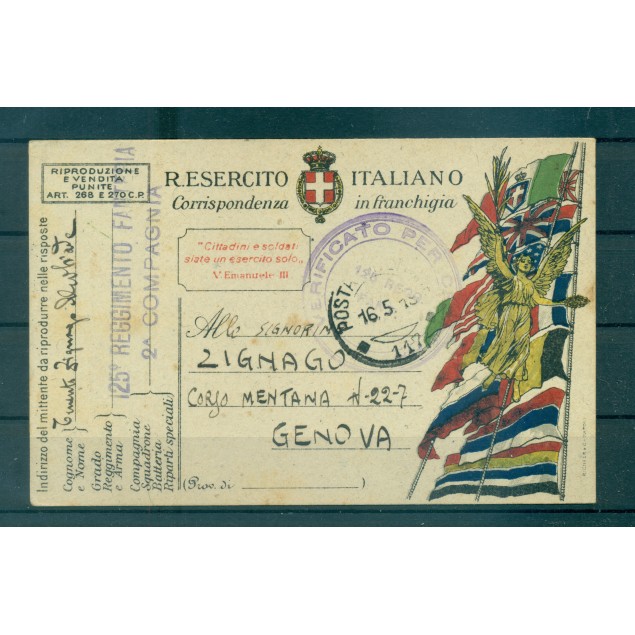 RIPRODUZIONE
E VENDITA
PUNITE
ART. 268 E 270 C.P.
R. ESERCITO ITALIANO
Corrispondenza in franchigia
"Cittadini e soldati
siate un esercito solo„
V. Emanuele III
VERIFICATO PER
POSTA
16.5.18
117
Alla SIGNORINA
ZIGNAGO
Corso MENTANA N-22-7
GENOVA
(Prov. di )
Indirizzo del mittente da riprodurre nelle risposte
Cognome
e Nome
Tenente Zignago
Grado
Reggimento
e Arma
125° REGGIMENTO FANTERIA
Compagnia
Squadrone
Batteria
Riparti speciali
2ª COMPAGNIA